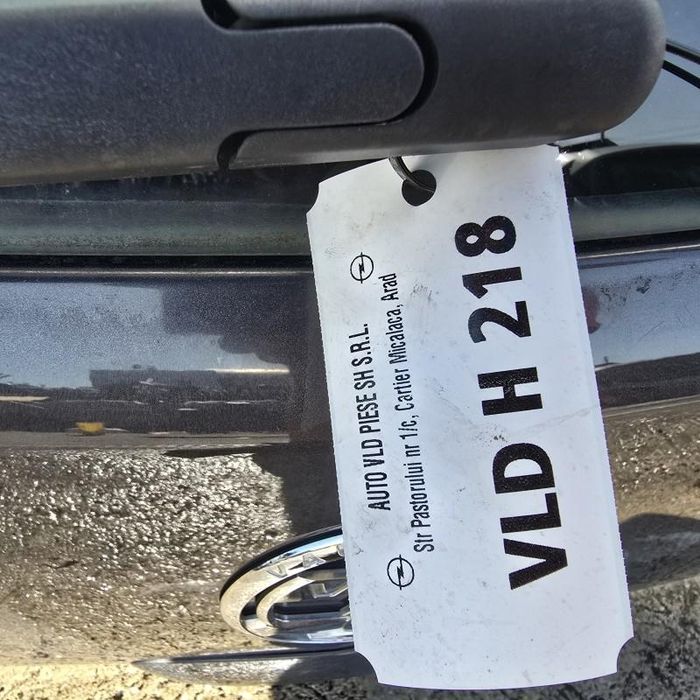 AUTO VLD PIESE SH S.R.L.
Str Pastorului nr 1/c, Cartier Micalaca, Arad
VLD H 218